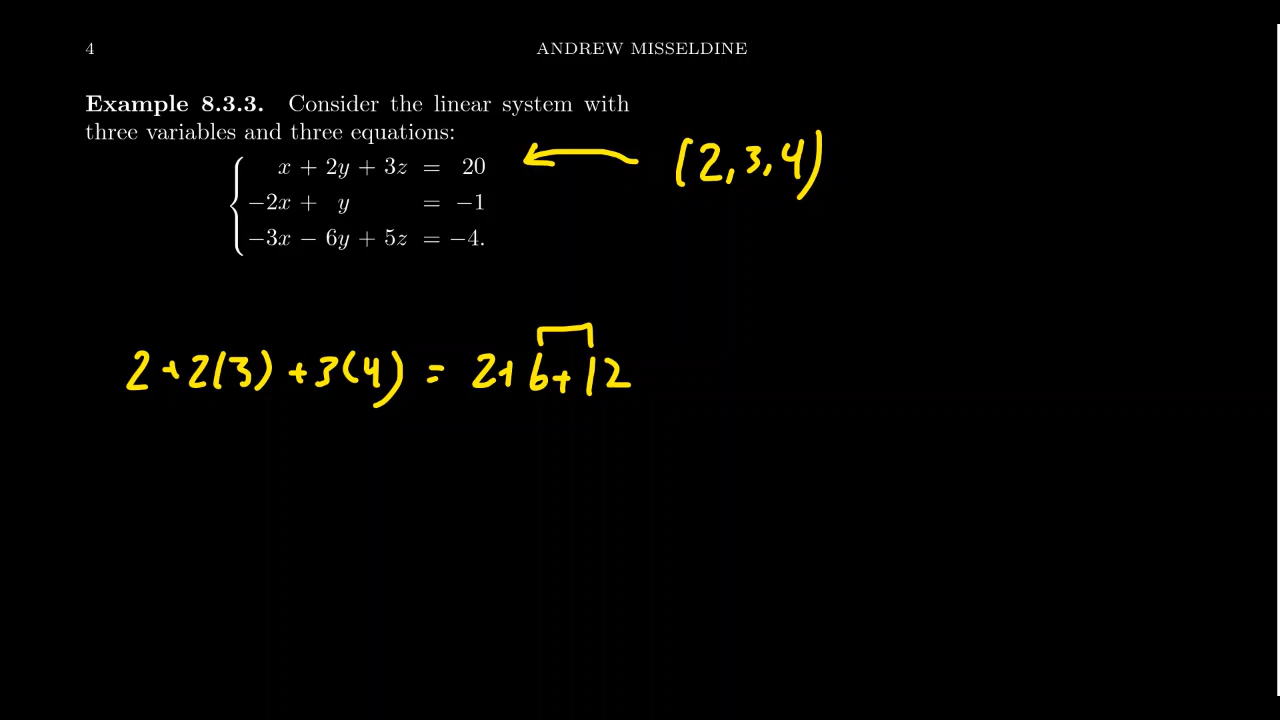 4 ANDREW MISSELDINE
Example 8.3.3. Consider the linear system with
three variables and three equations:
x + 2y + 3z = 20
(2,3,4)
−2x + y = −1
−3x − 6y + 5z = −4.
2+2(3)+3(4) = 2+6+12